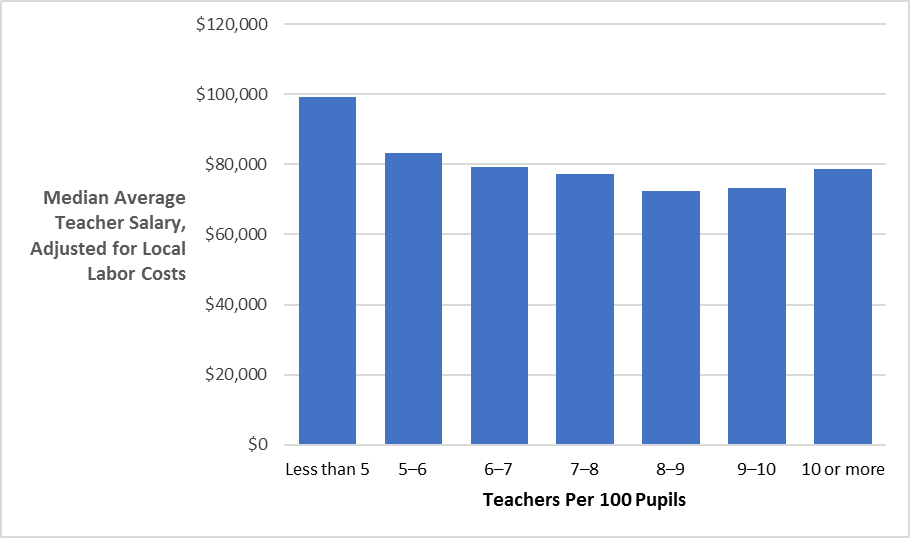 $120,000
$100,000
$80,000
$60,000
$40,000
$20,000
$0
Median Average
Teacher Salary,
Adjusted for Local
Labor Costs
Less than 5 5–6 6–7 7–8 8–9 9–10 10 or more
Teachers Per 100 Pupils